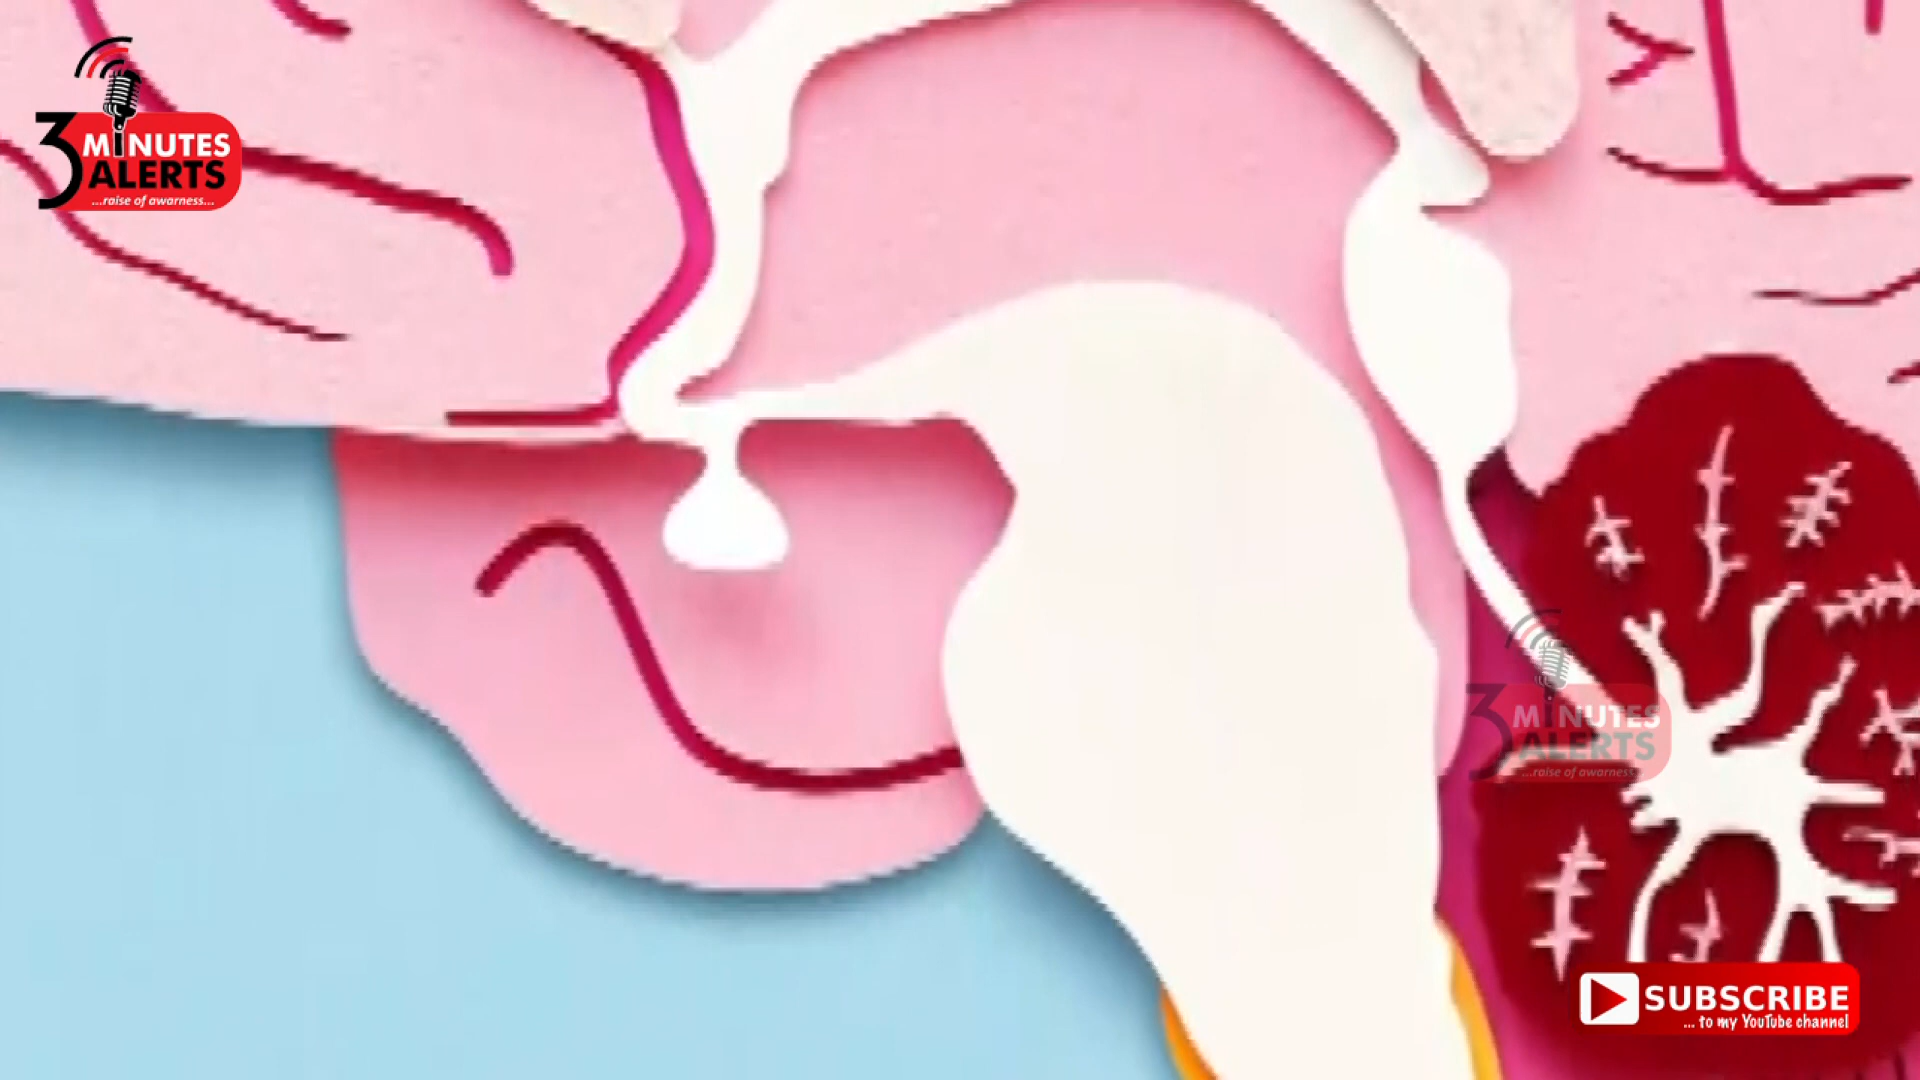 3 MINUTES
ALERTS
...raise of awarness...
3 MINUTES
ALERTS
...raise of awarness...
SUBSCRIBE
... to my YouTube channel